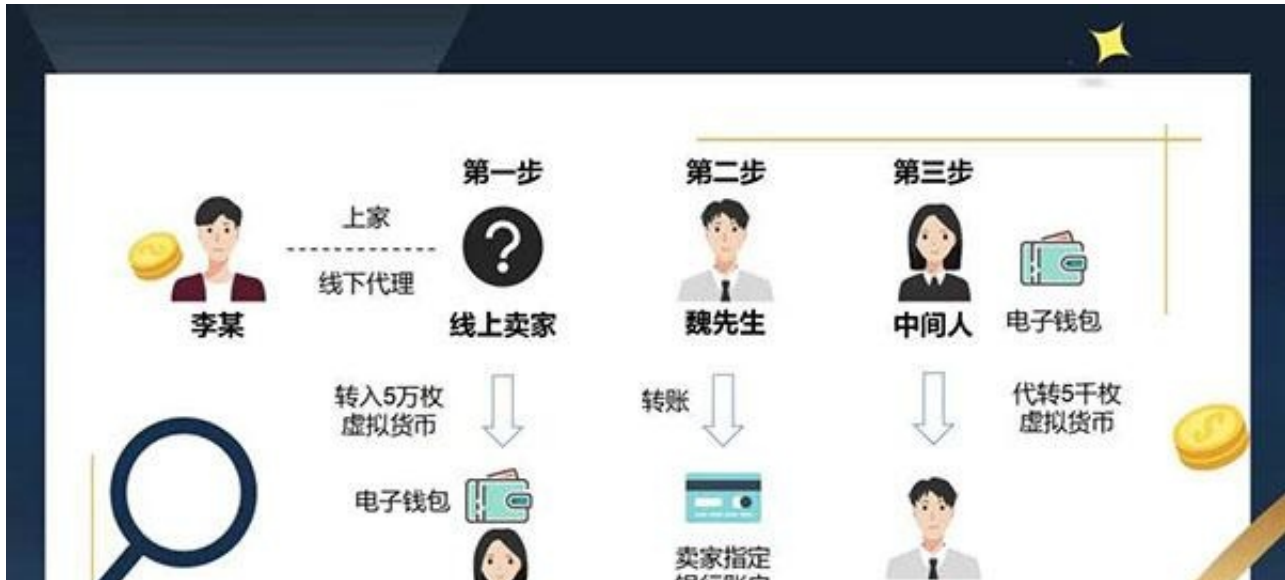 第一步
第二步
第三步
上家
线下代理
李某
线上卖家
魏先生
中间人
电子钱包
转入5万枚
虚拟货币
转账
代转5千枚
虚拟货币
电子钱包
卖家指定